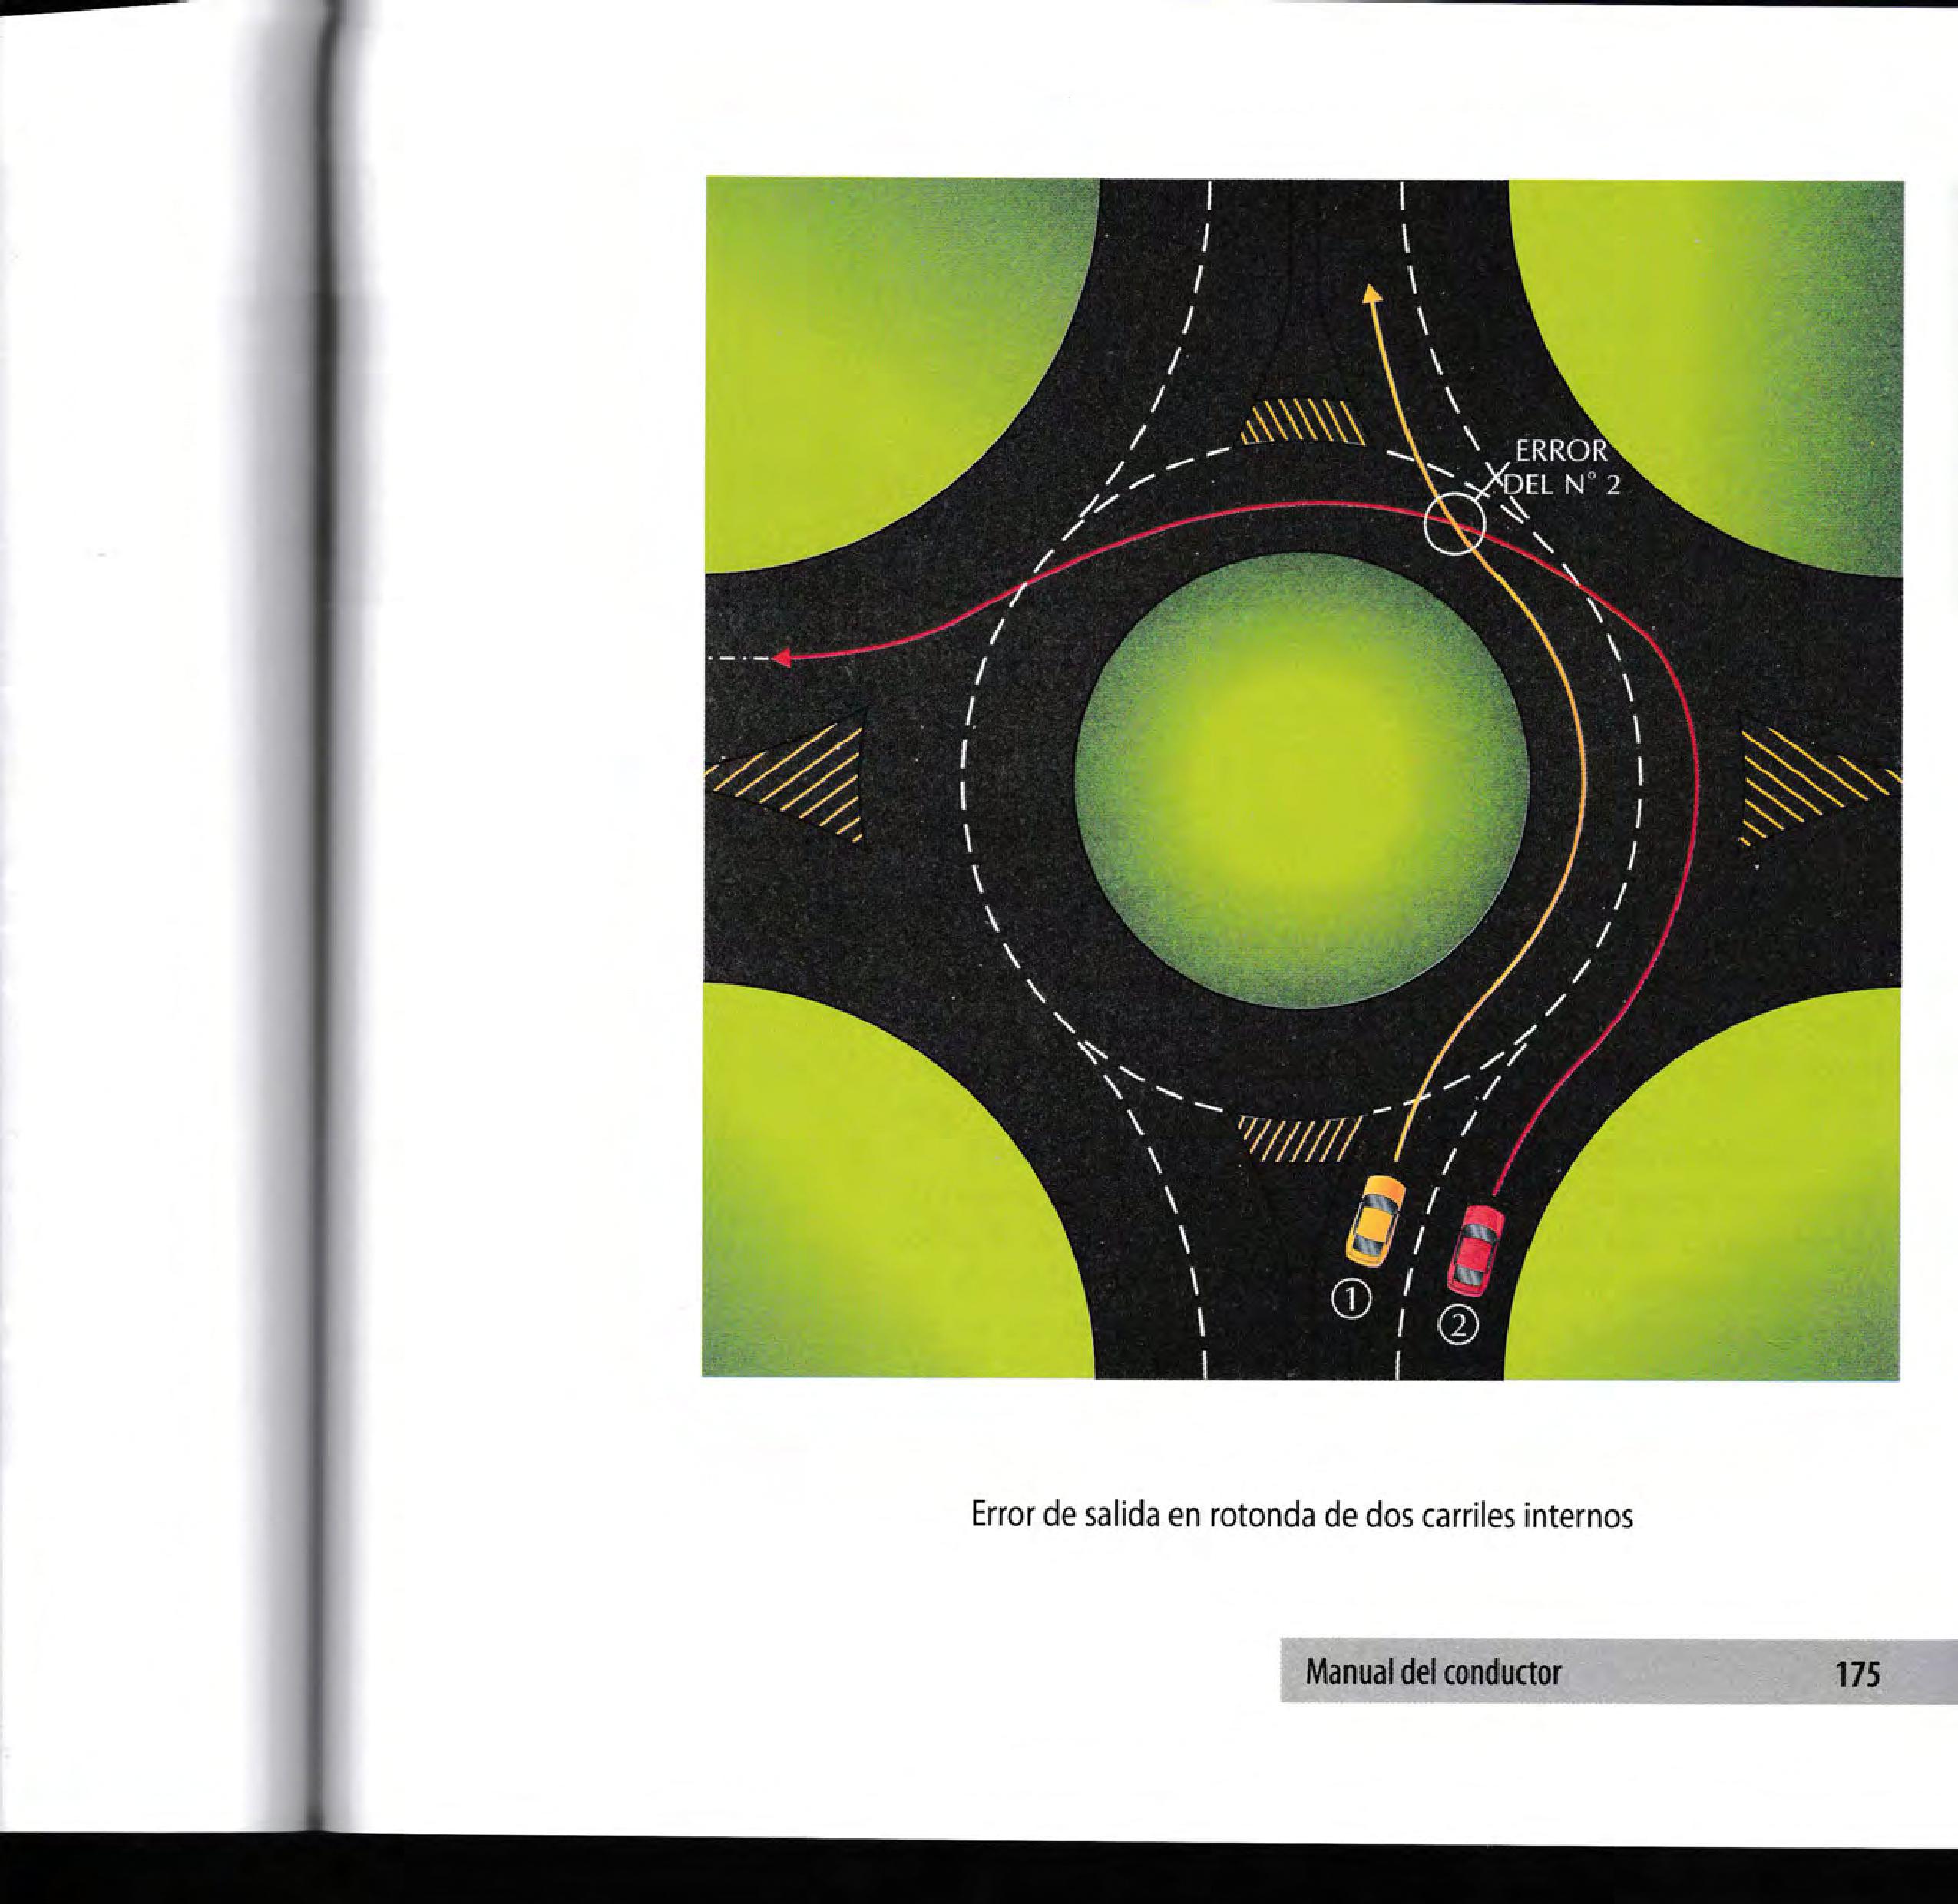 ERROR
DEL N° 2
1
2
Error de salida en rotonda de dos carriles internos
Manual del conductor 175